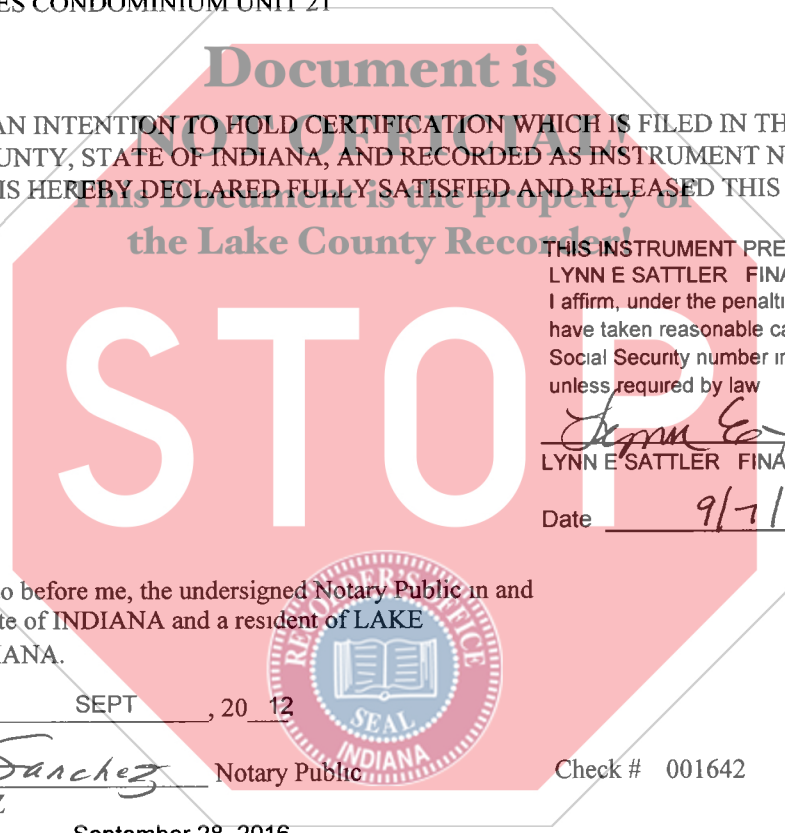 ES CONDOMINIUM UNIT 21
Document is
NOT OFFICIAL!
AN INTENTION TO HOLD CERTIFICATION WHICH IS FILED IN TH
UNTY, STATE OF INDIANA, AND RECORDED AS INSTRUMENT N
IS HEREBY DECLARED FULLY SATISFIED AND RELEASED THIS
This Document is the property of
the Lake County Recorder!
THIS INSTRUMENT PRE
LYNN E SATTLER FINA
I affirm, under the penalti
have taken reasonable ca
Social Security number in
unless required by law
LYNN E SATTLER FINA
Date 9/7/
STOP
o before me, the undersigned Notary Public in and
te of INDIANA and a resident of LAKE
IANA.
SEPT , 20 12
Sanchez Notary Public
Check # 001642
September 28, 2016
RECORDER'S OFFICE
SEAL
INDIANA